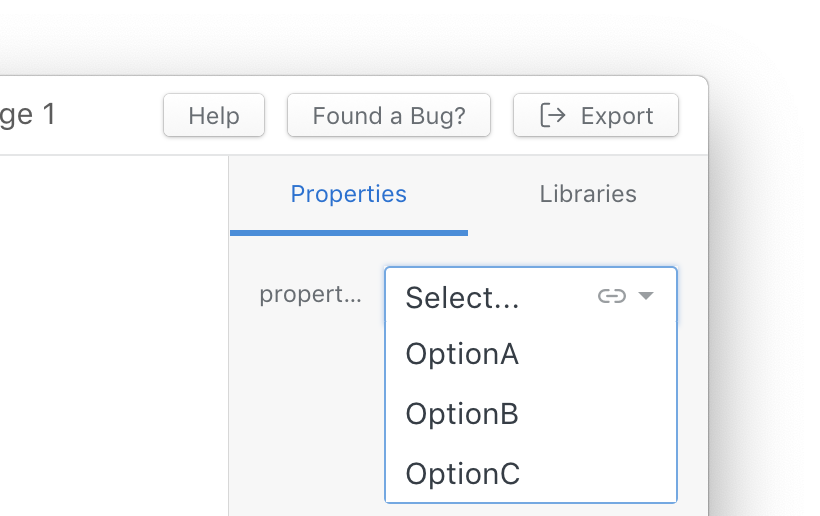 ge 1 Help Found a Bug? Export
Properties Libraries
propert... Select...
OptionA
OptionB
OptionC